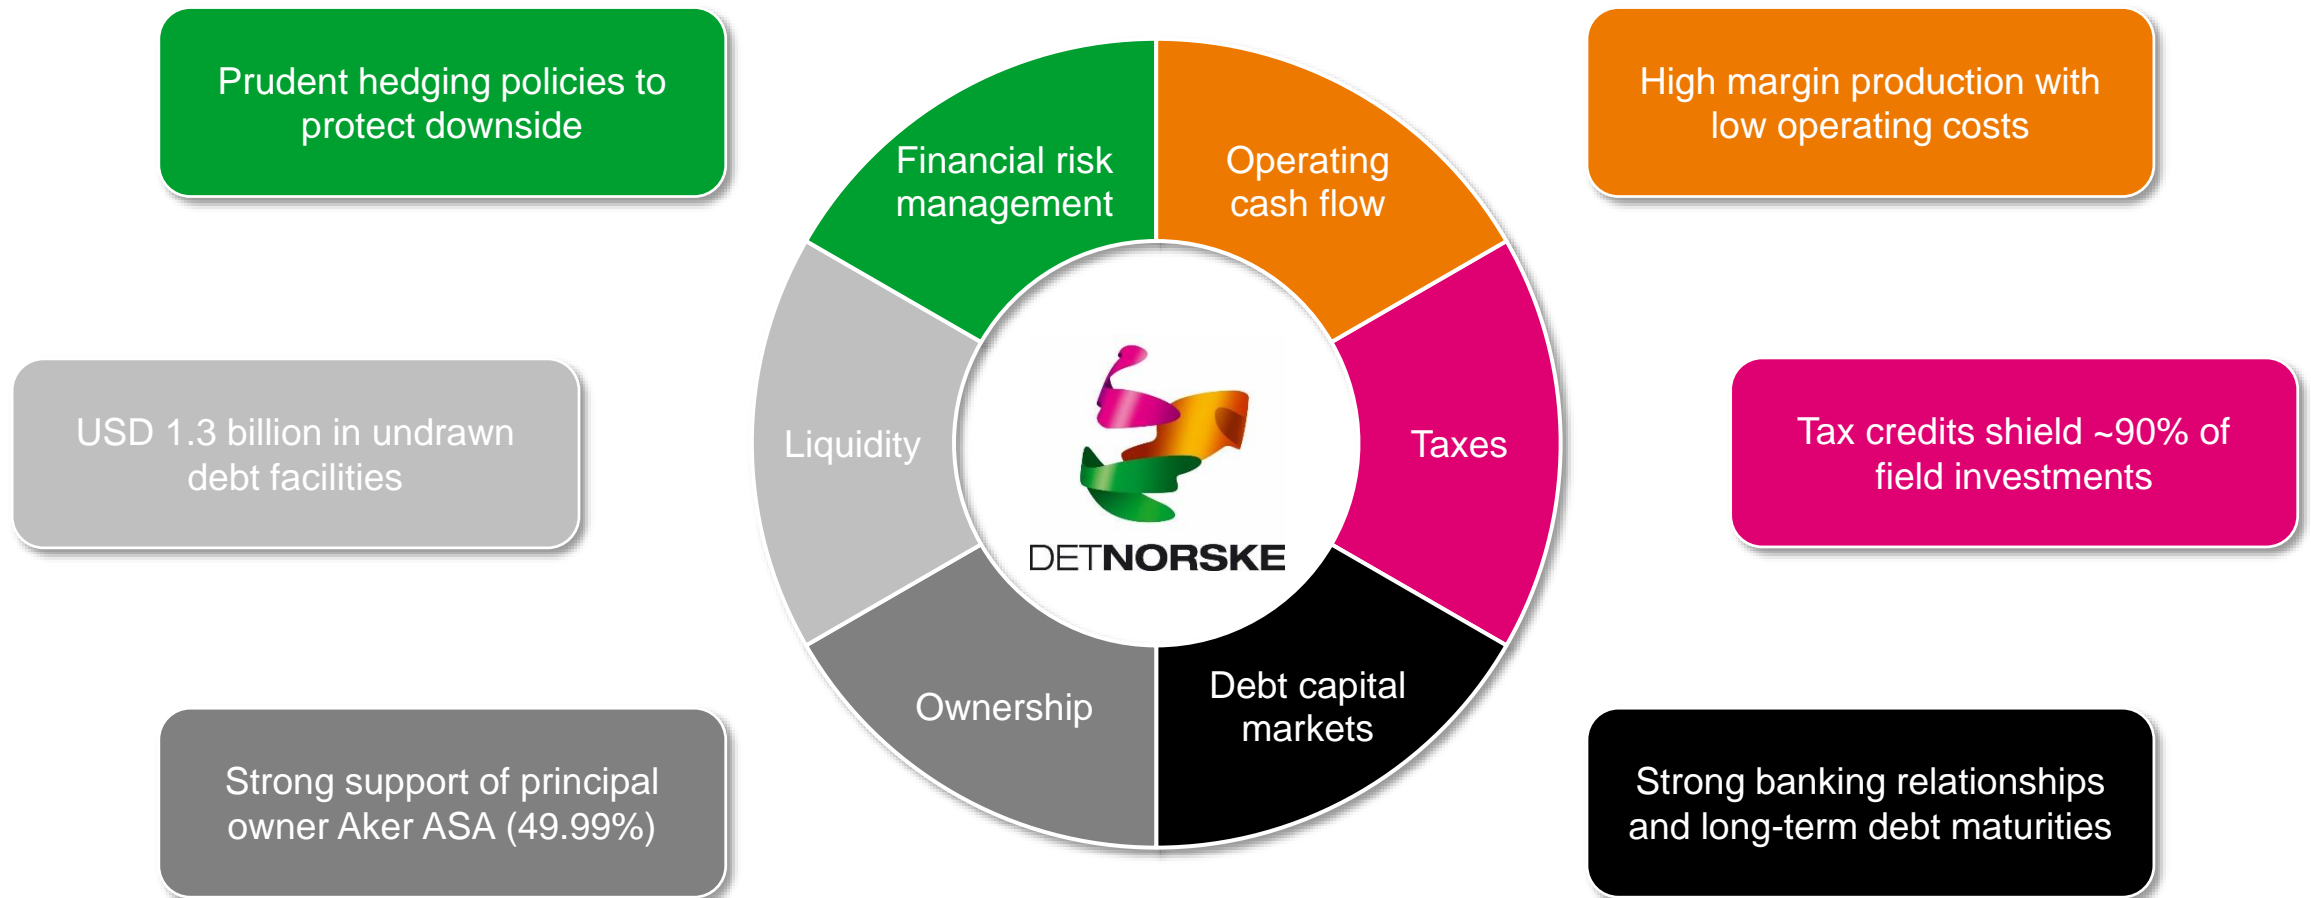 Prudent hedging policies to
protect downside
High margin production with
low operating costs
Financial risk
management
Operating
cash flow
USD 1.3 billion in undrawn
debt facilities
Liquidity
DETNORSKE
Taxes
Tax credits shield ~90% of
field investments
Ownership
Debt capital
markets
Strong support of principal
owner Aker ASA (49.99%)
Strong banking relationships
and long-term debt maturities